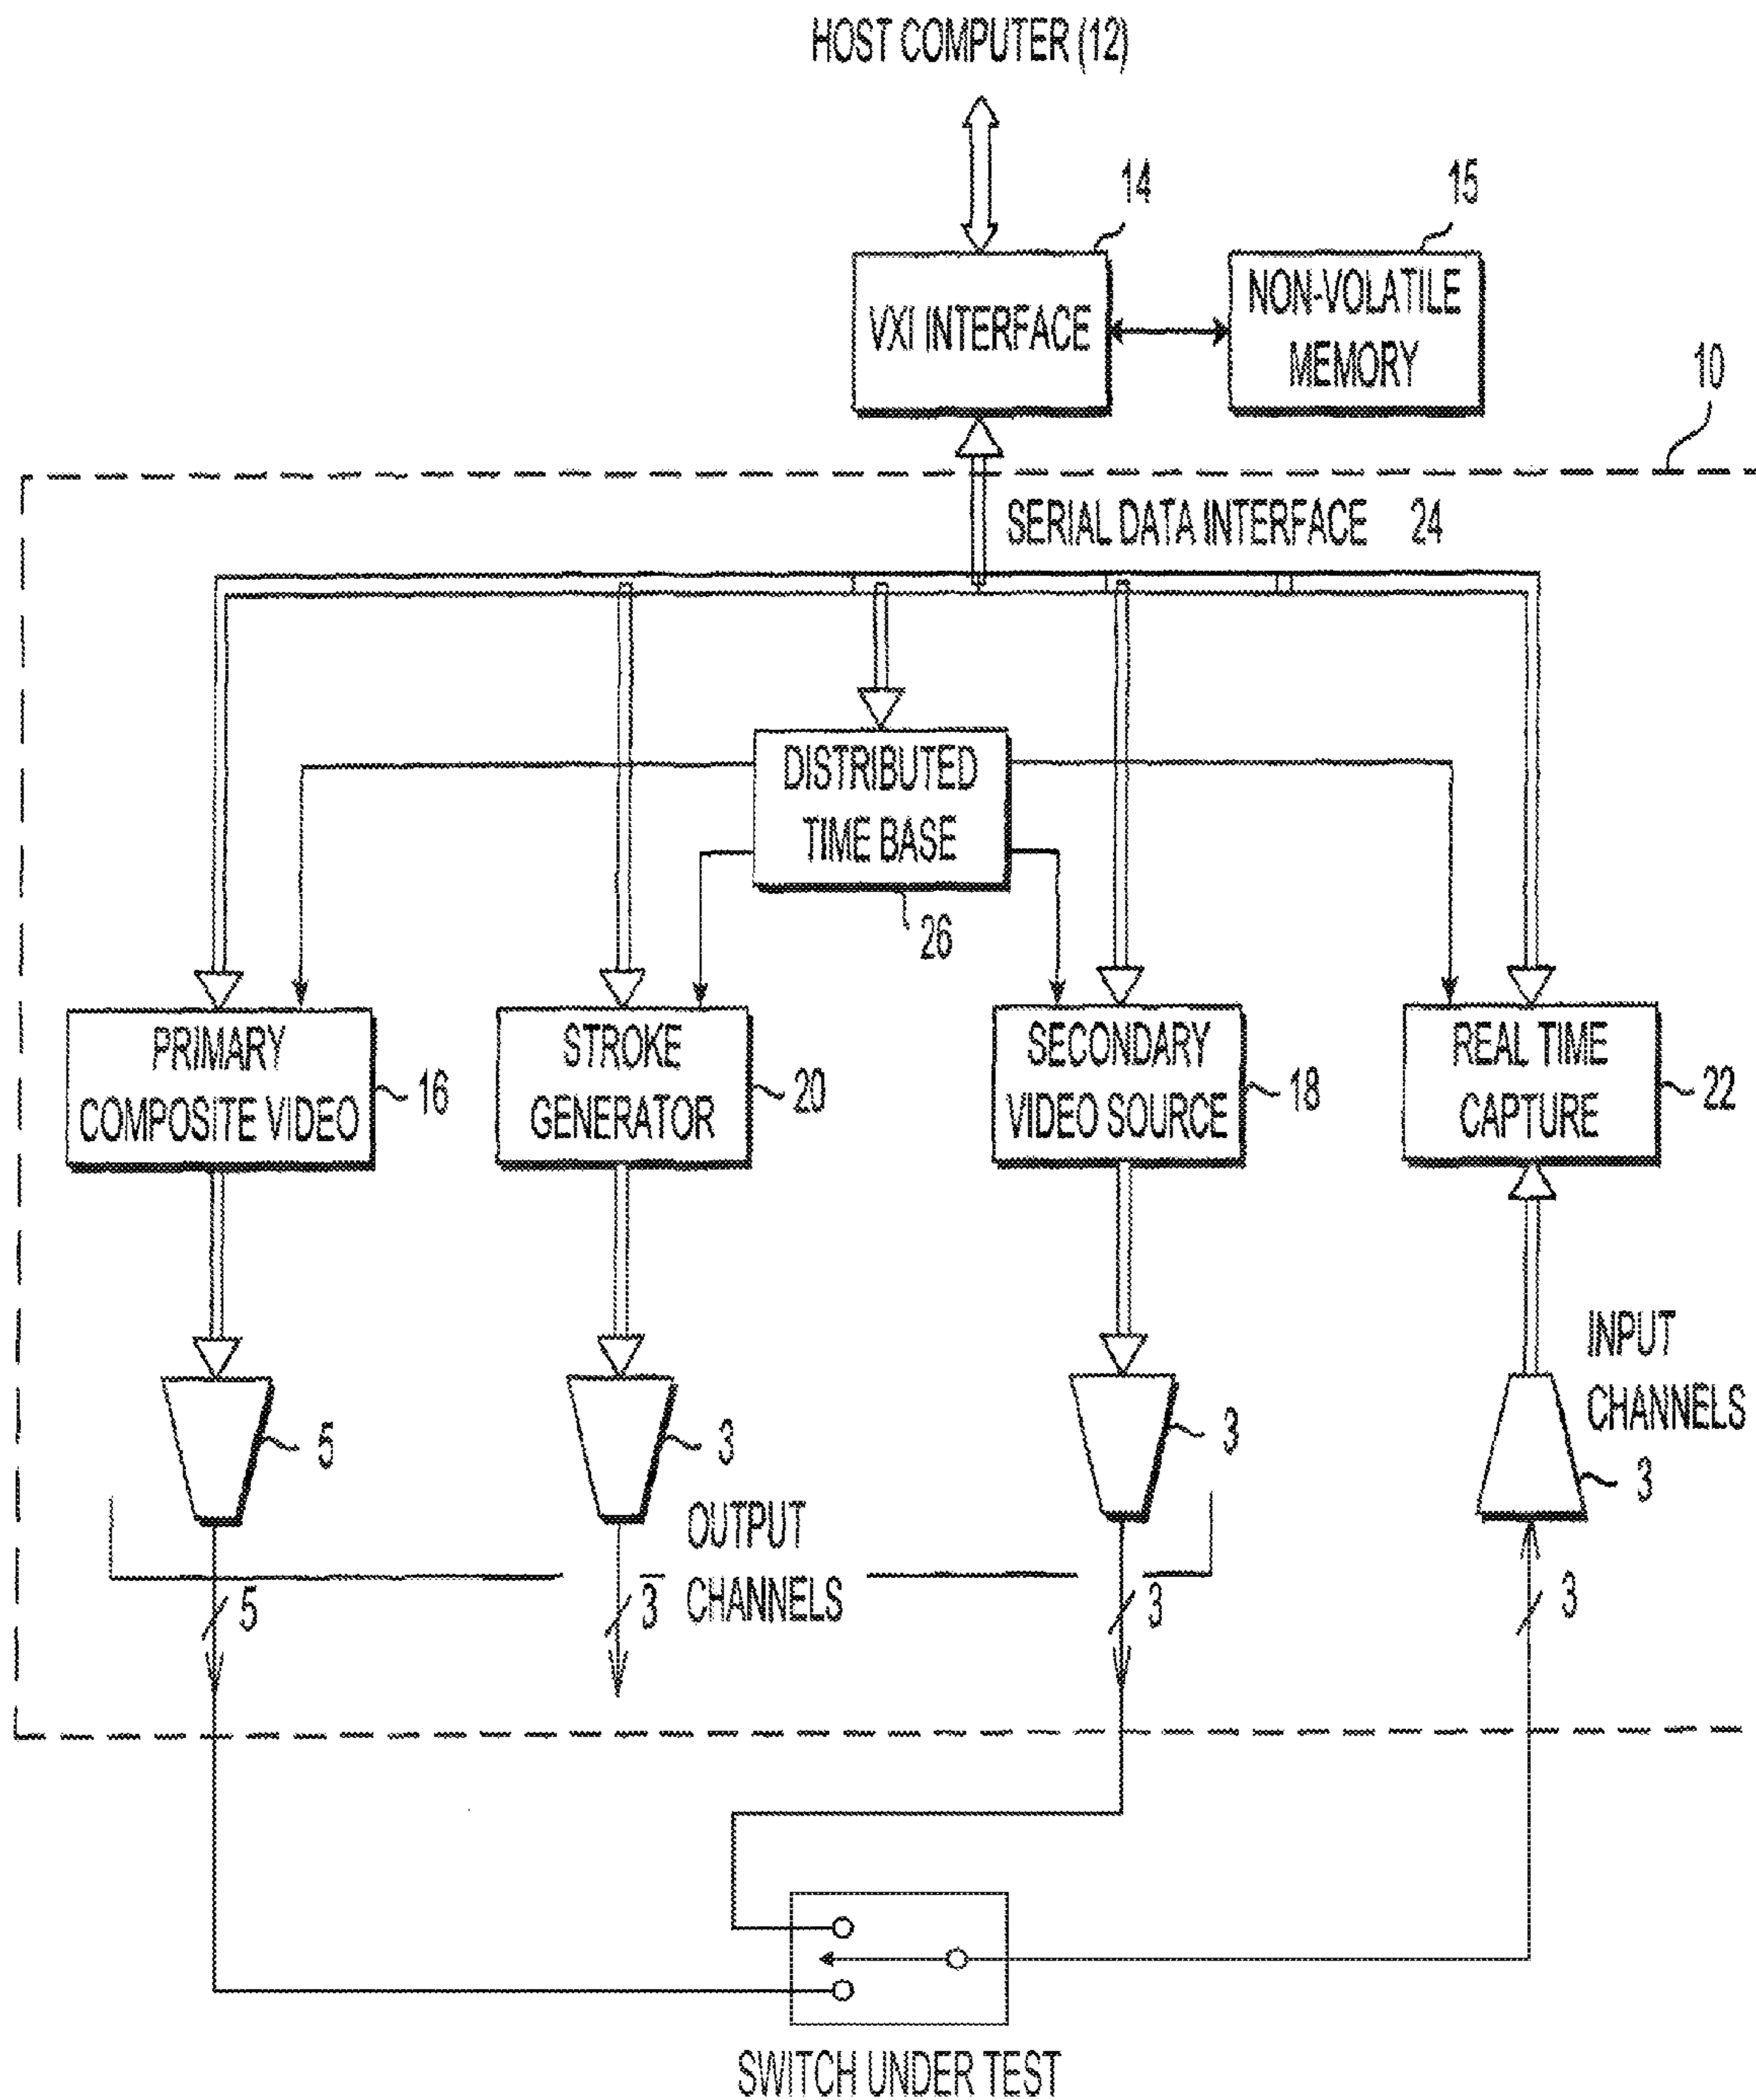 HOST COMPUTER (12)
14
15
VXI INTERFACE
NON-VOLATILE
MEMORY
10
SERIAL DATA INTERFACE 24
DISTRIBUTED
TIME BASE
26
PRIMARY
COMPOSITE VIDEO
16
STROKE
GENERATOR
20
SECONDARY
VIDEO SOURCE
18
REAL TIME
CAPTURE
22
INPUT
CHANNELS
5
3
3
3
OUTPUT
CHANNELS
5
3
3
3
SWITCH UNDER TEST